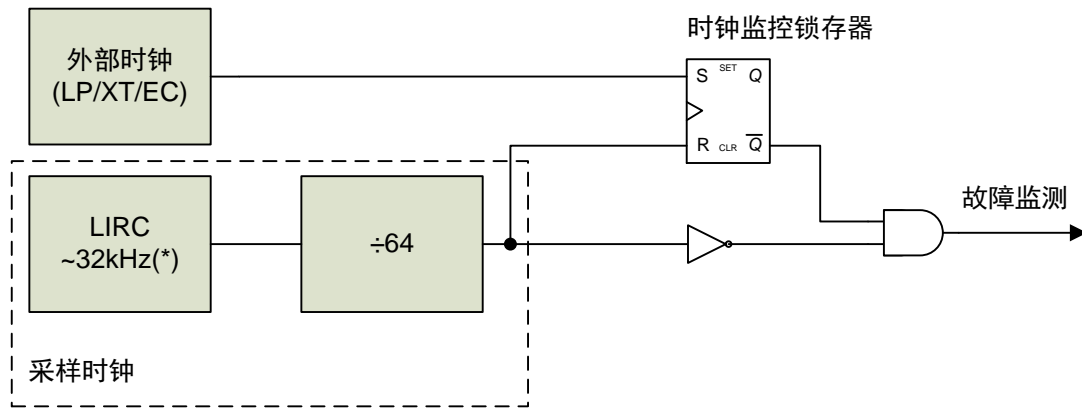 时钟监控锁存器
外部时钟
(LP/XT/EC)
S SET Q
R CLR Q̅
故障监测
LIRC
~32kHz(*)
÷64
采样时钟